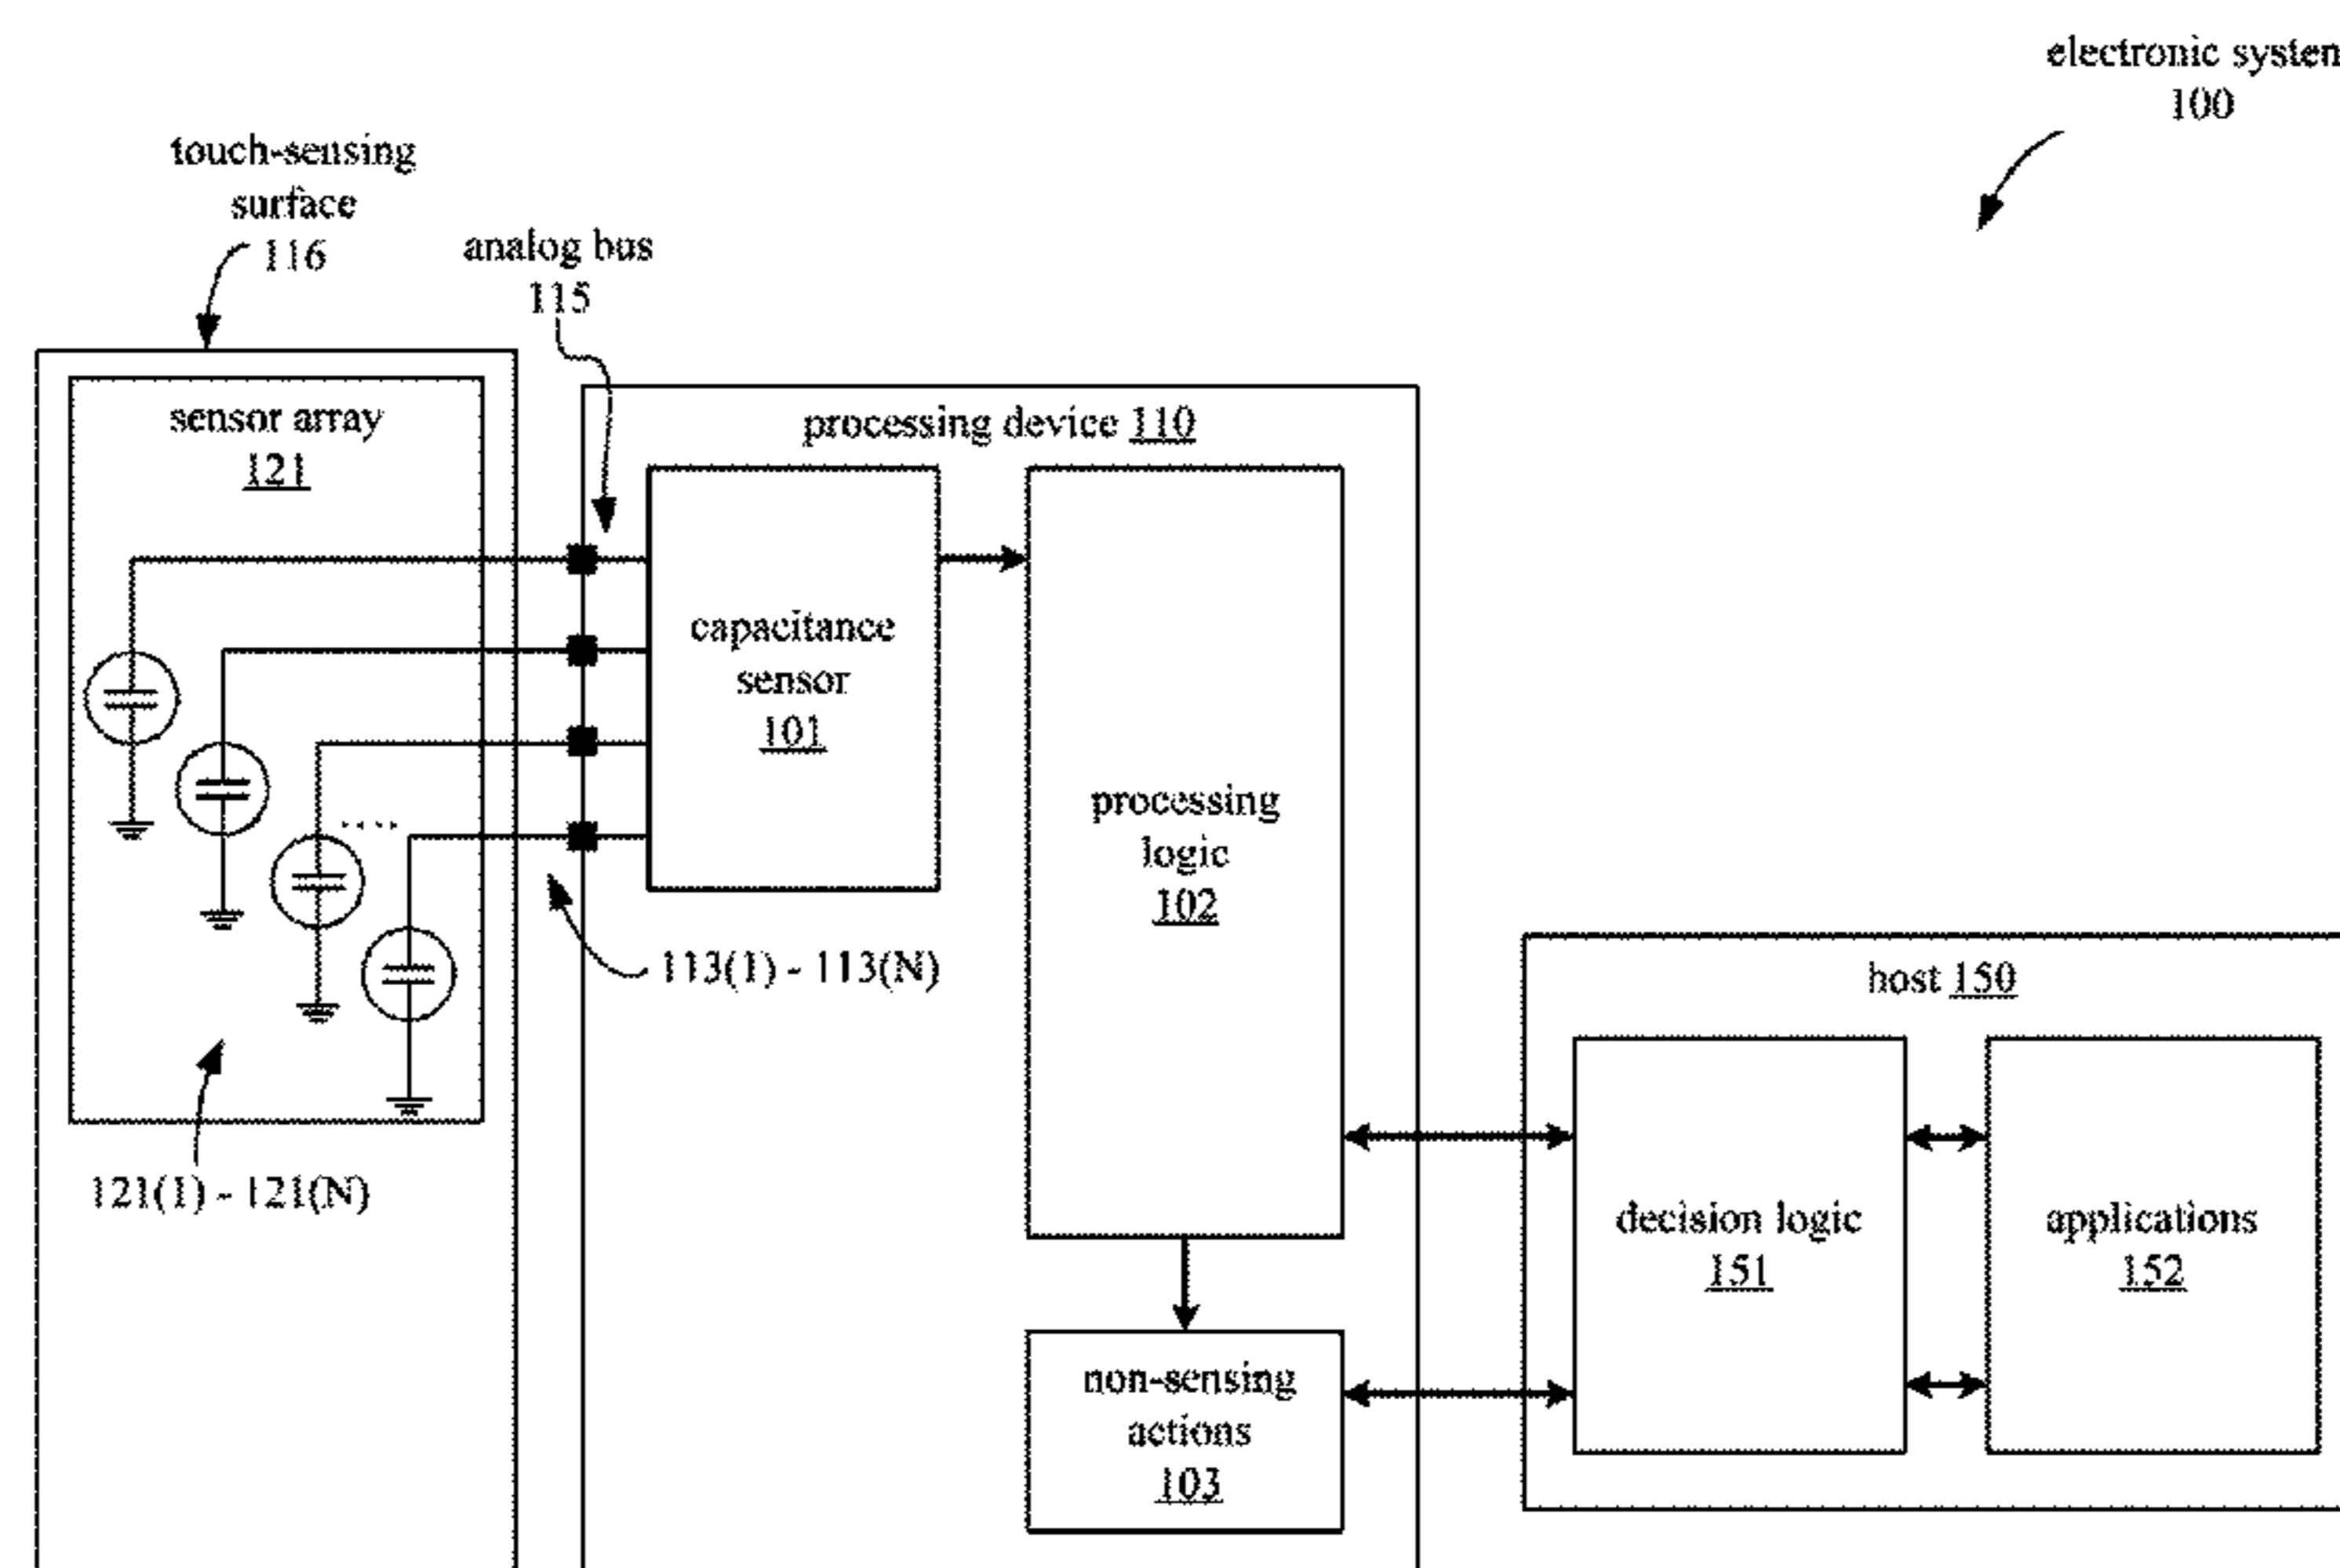 electronic system
100
touch-sensing
surface
116
analog bus
115
sensor array
121
processing device 110
capacitance
sensor
101
processing
logic
102
113(1) - 113(N)
121(1) - 121(N)
host 150
decision logic
151
applications
152
non-sensing
actions
103